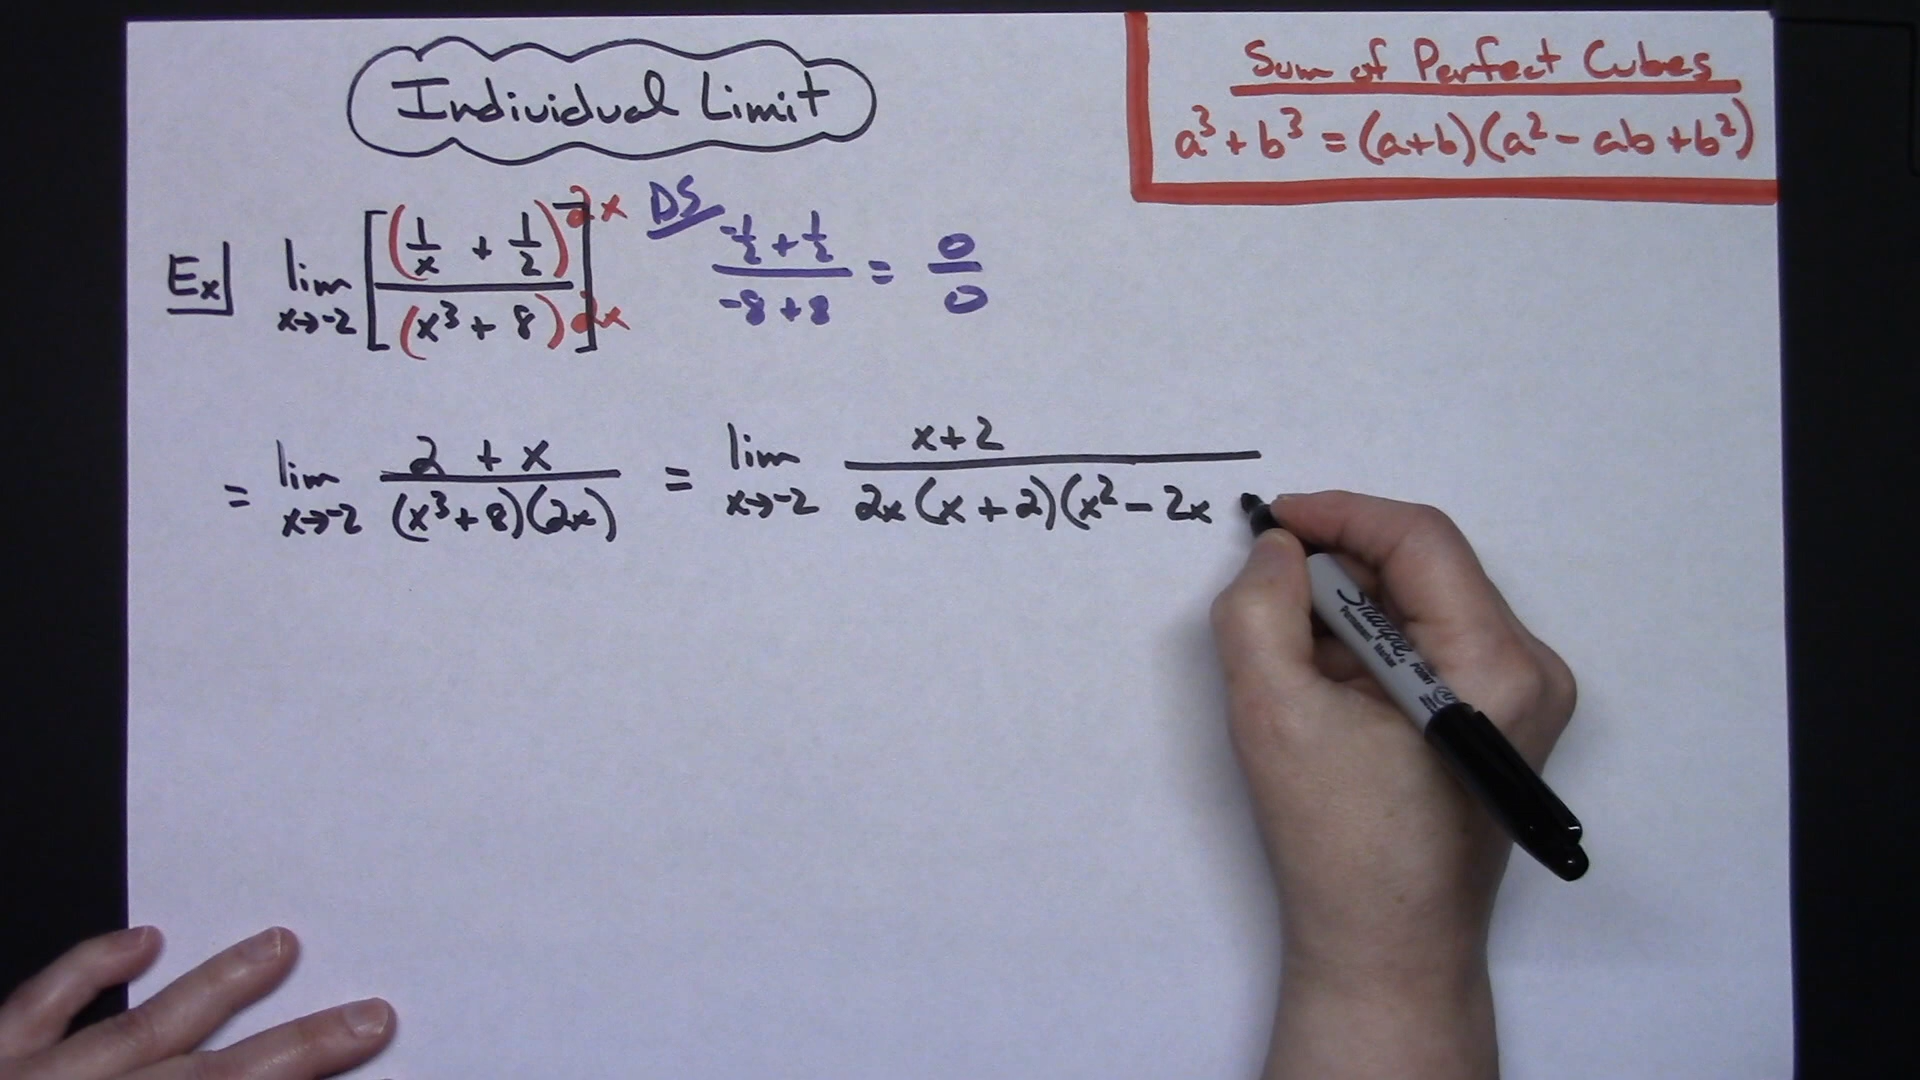 Individual Limit
Sum of Perfect Cubes
a³ + b³ = (a+b)(a² - ab + b²)
Ex lim x→-2 [(1/x + 1/2) 2x / (x³ + 8) 2x]
DS (-1/2 + 1/2) / (-8 + 8) = 0/0
= lim x→-2 (2 + x) / ((x³+8)(2x)) = lim x→-2 (x+2) / (2x(x+2)(x² - 2x
Sharpie
Permanent Marker